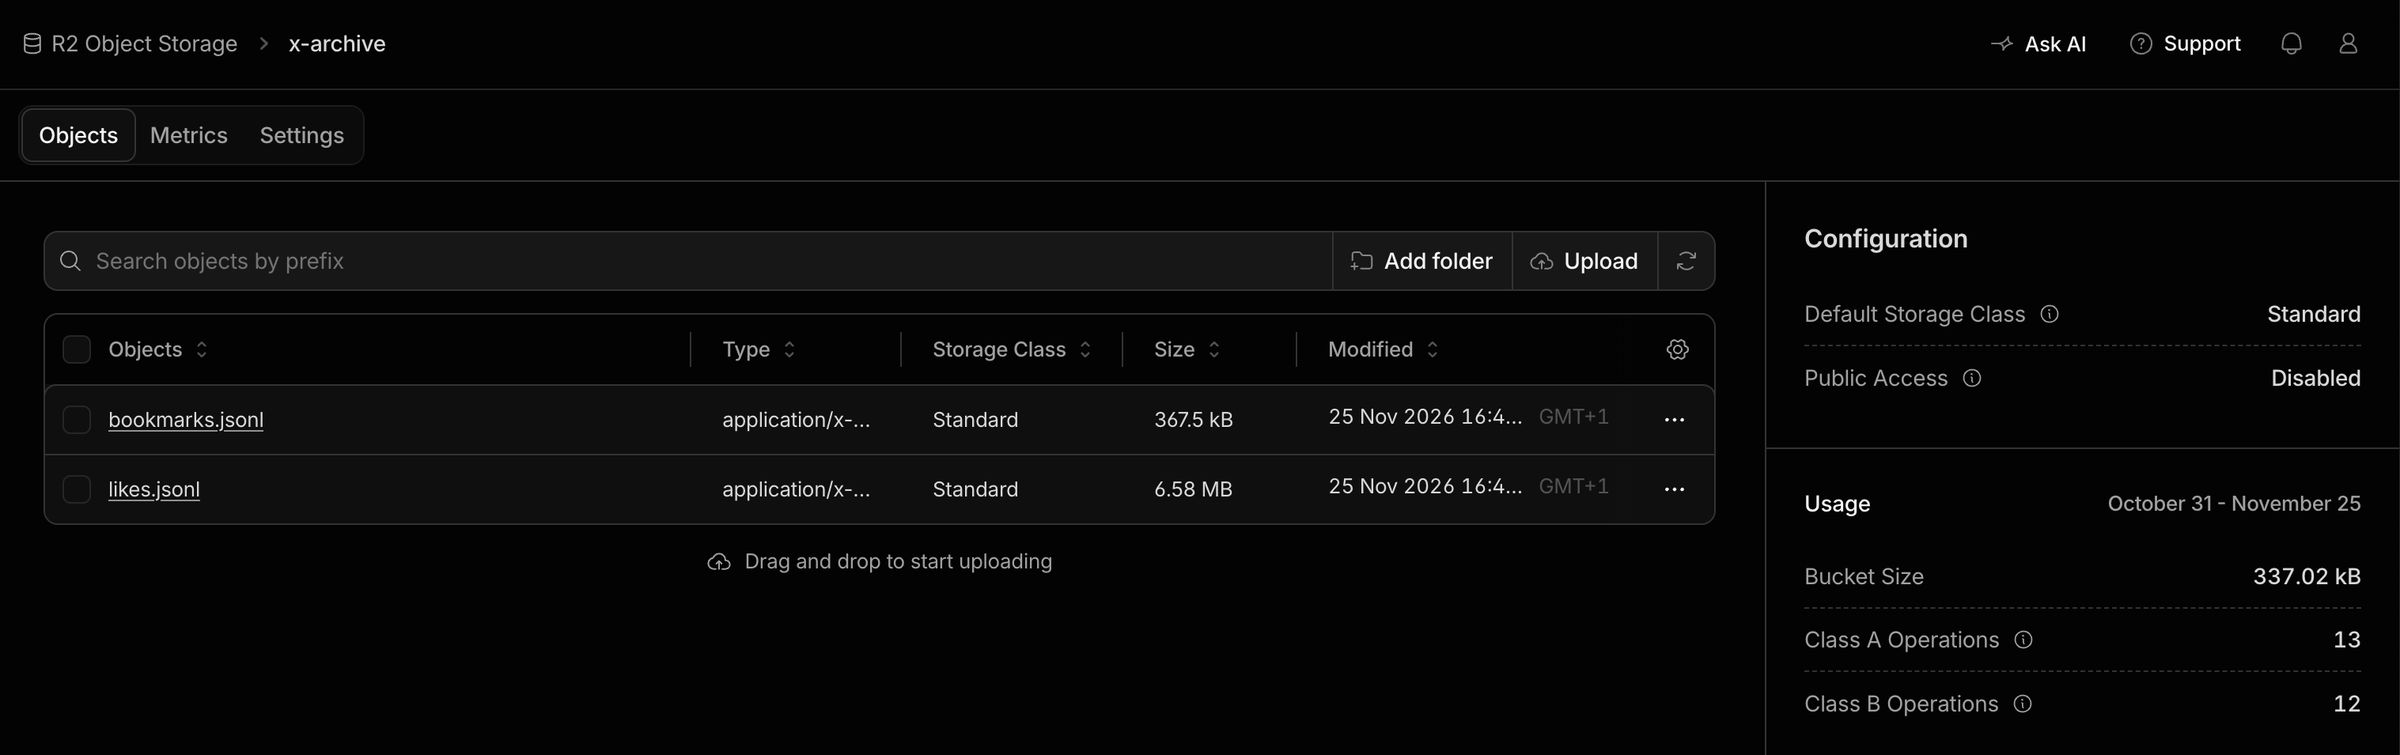 R2 Object Storage > x-archive
Ask AI
Support
Objects Metrics Settings
Search objects by prefix
Add folder
Upload
Objects Type Storage Class Size Modified
bookmarks.jsonl application/x-... Standard 367.5 kB 25 Nov 2026 16:4... GMT+1
likes.jsonl application/x-... Standard 6.58 MB 25 Nov 2026 16:4... GMT+1
Drag and drop to start uploading
Configuration
Default Storage Class Standard
Public Access Disabled
Usage October 31 - November 25
Bucket Size 337.02 kB
Class A Operations 13
Class B Operations 12